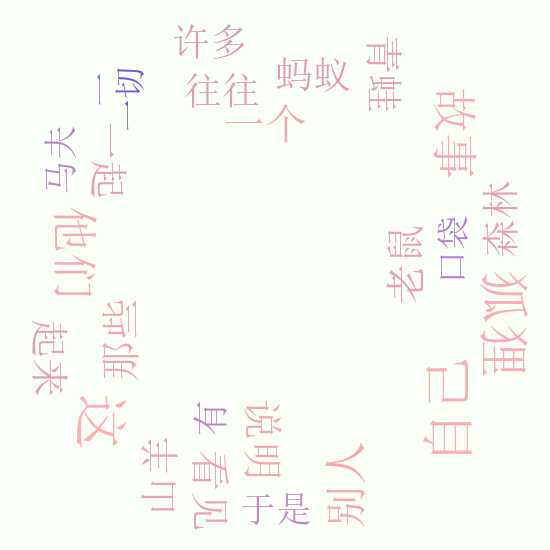 许多
往往
蚂蚁
青蛙
一个
一切
一
马夫
一起
故事
他们
森林
口袋
老鼠
狐狸
那些
起来
自己
这
有
说明
山羊
看见
于是
别人